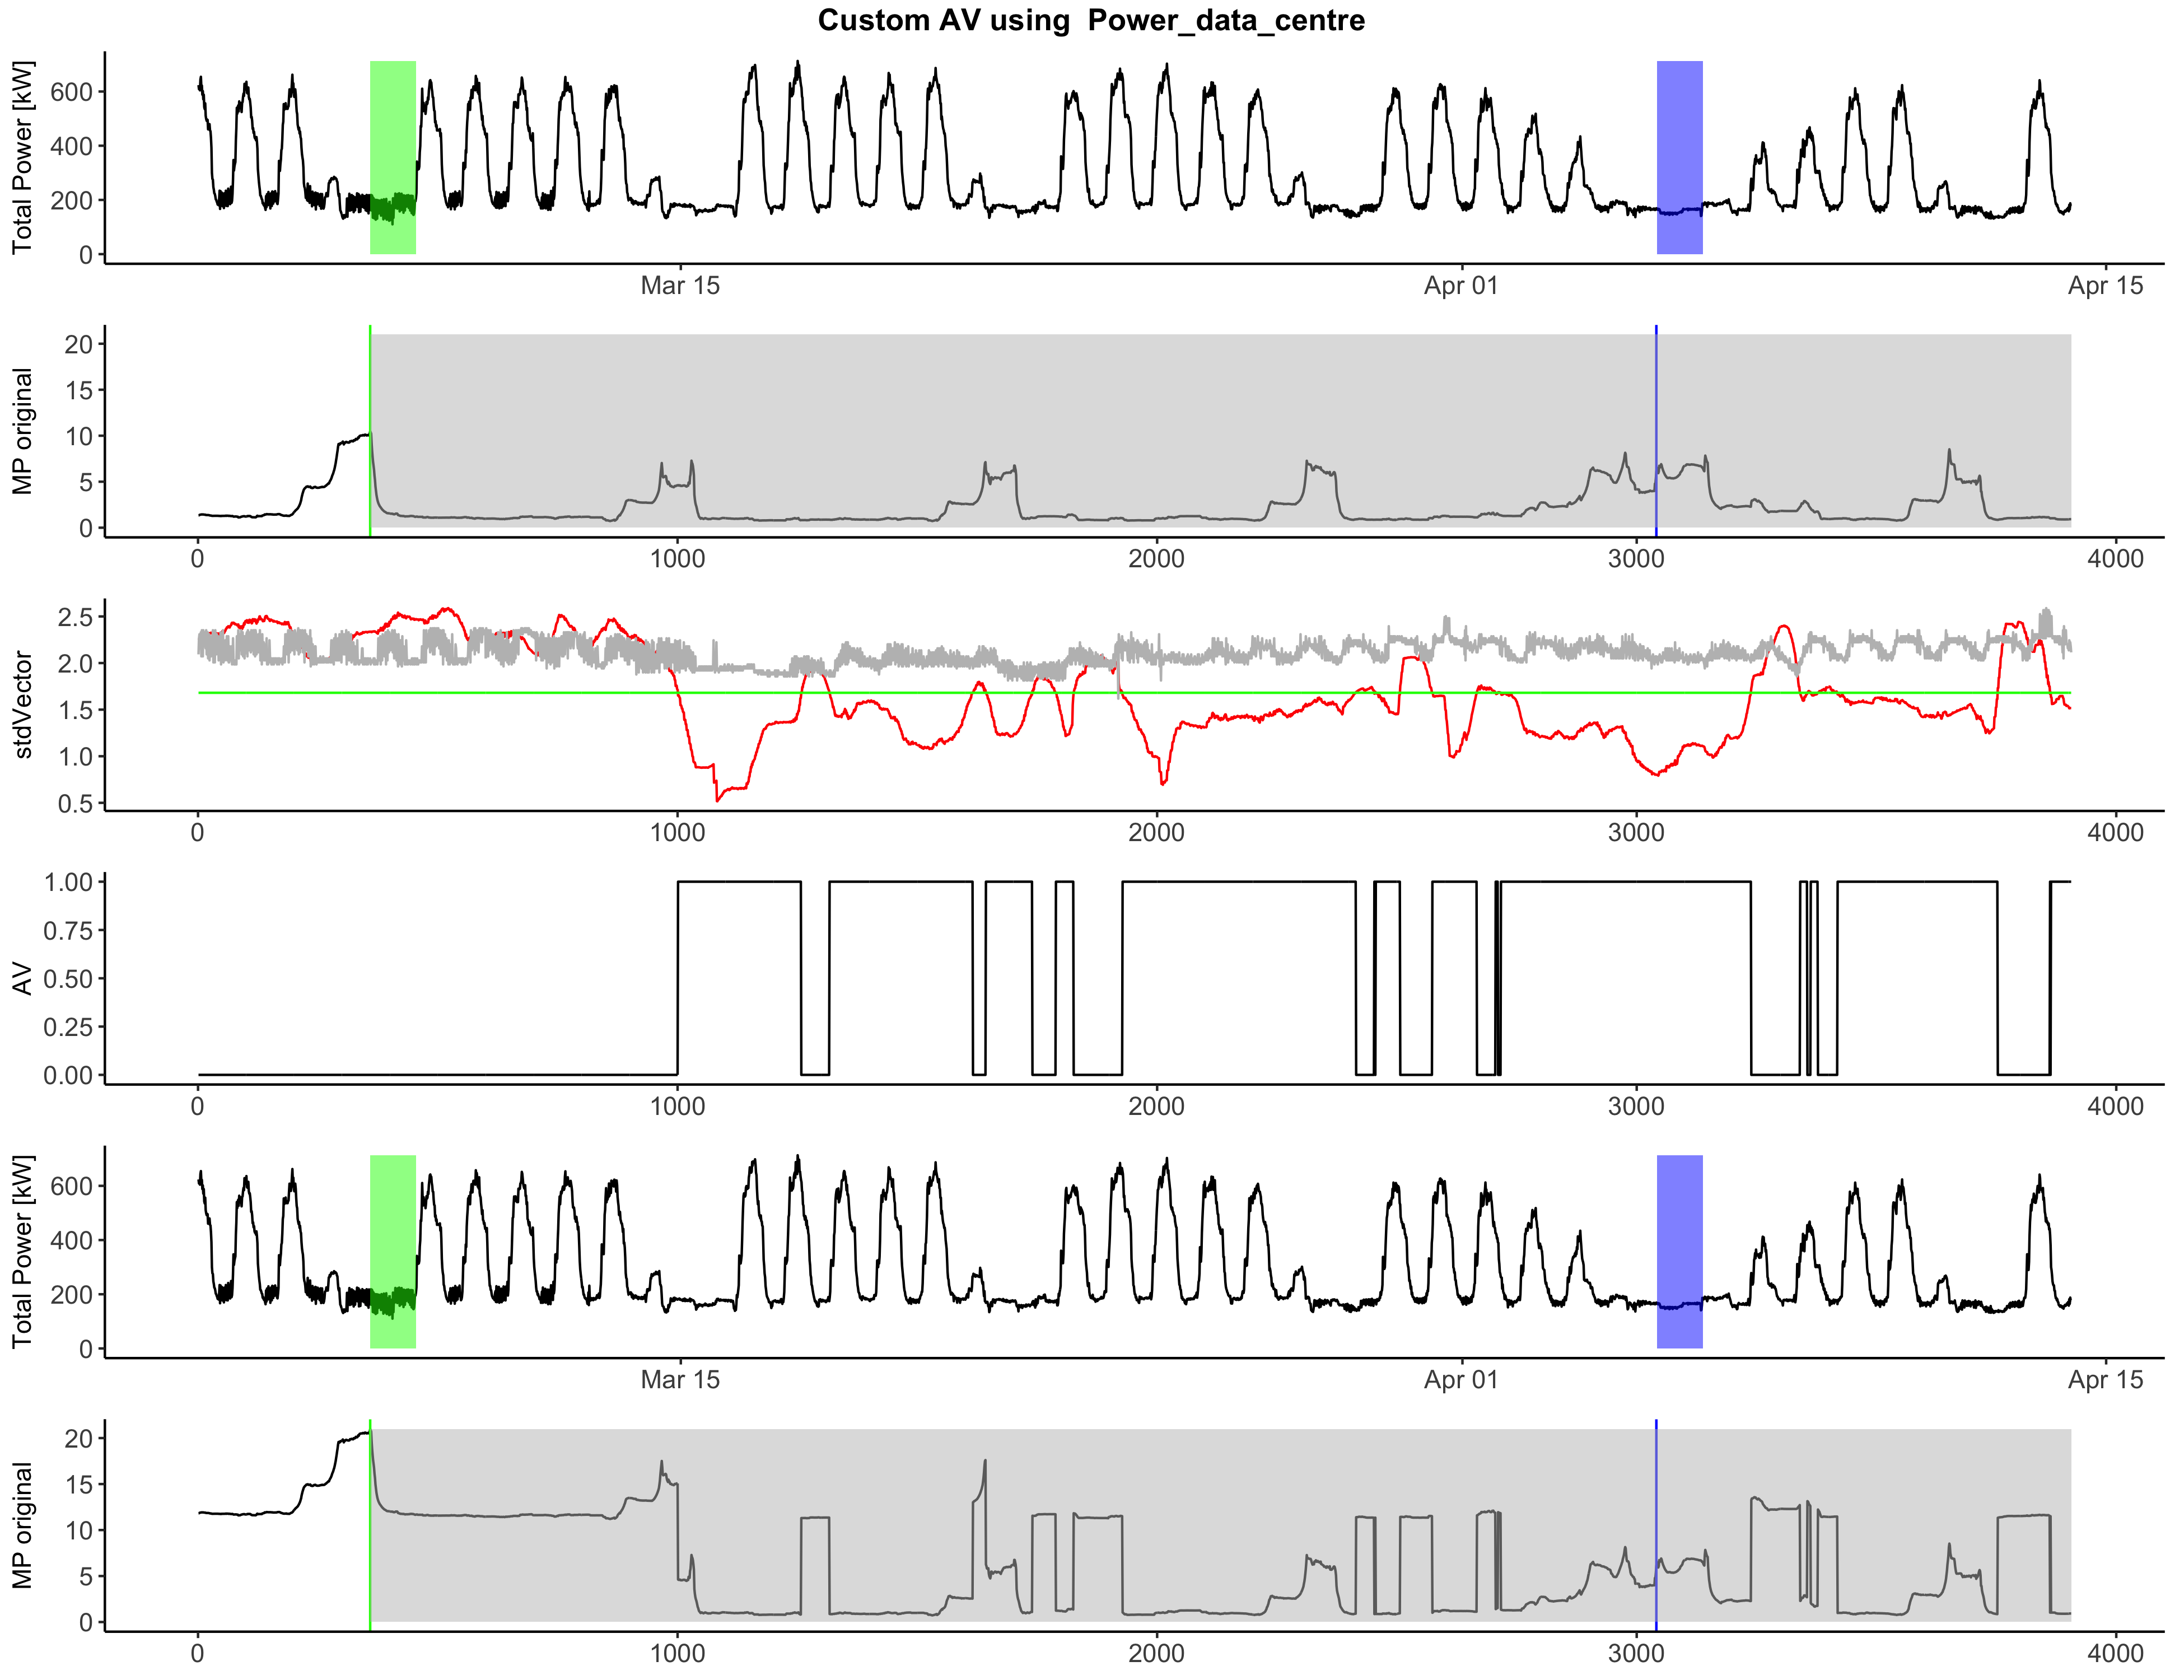 Custom AV using  Power_data_centre
Total Power [kW]
600
400
200
0
Mar 15 Apr 01 Apr 15
MP original
20
15
10
5
0
0 1000 2000 3000 4000
stdVector
2.5
2.0
1.5
1.0
0.5
0 1000 2000 3000 4000
AV
1.00
0.75
0.50
0.25
0.00
0 1000 2000 3000 4000
Total Power [kW]
600
400
200
0
Mar 15 Apr 01 Apr 15
MP original
20
15
10
5
0
0 1000 2000 3000 4000